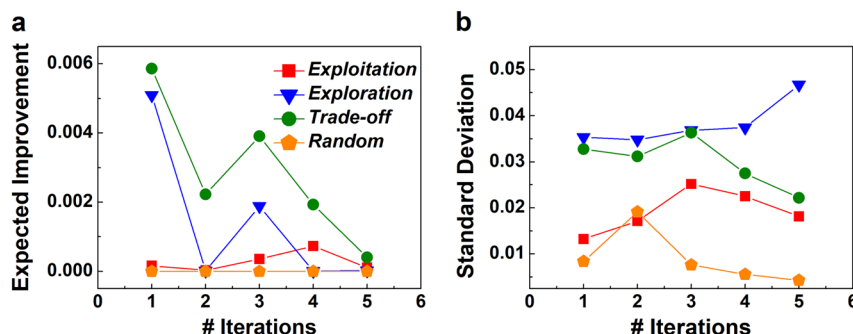 a
Expected Improvement
0.006
0.004
0.002
0.000
Exploitation
Exploration
Trade-off
Random
0 1 2 3 4 5 6
# Iterations
b
Standard Deviation
0.05
0.04
0.03
0.02
0.01
0 1 2 3 4 5 6
# Iterations